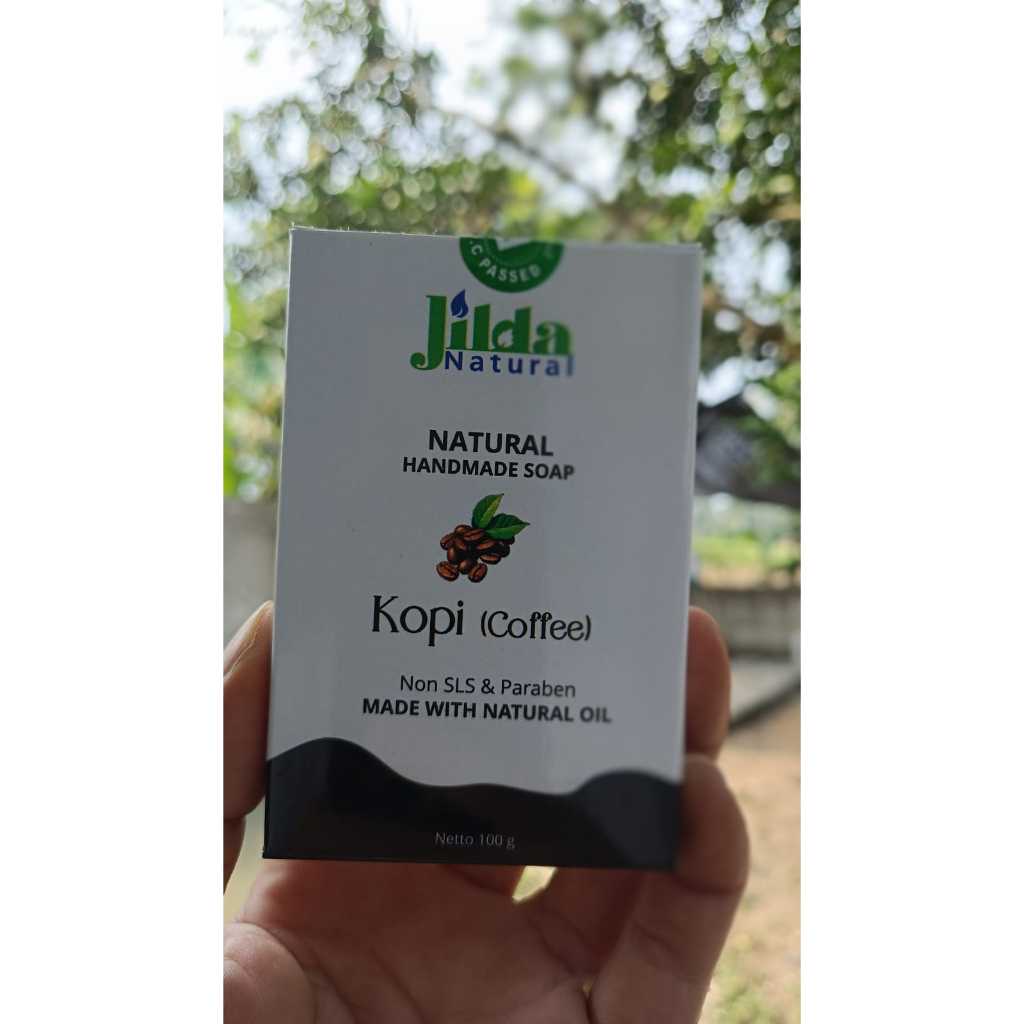 C PASSED
Jilda
Natural
NATURAL
HANDMADE SOAP
Kopi (Coffee)
Non SLS & Paraben
MADE WITH NATURAL OIL
Netto 100 g